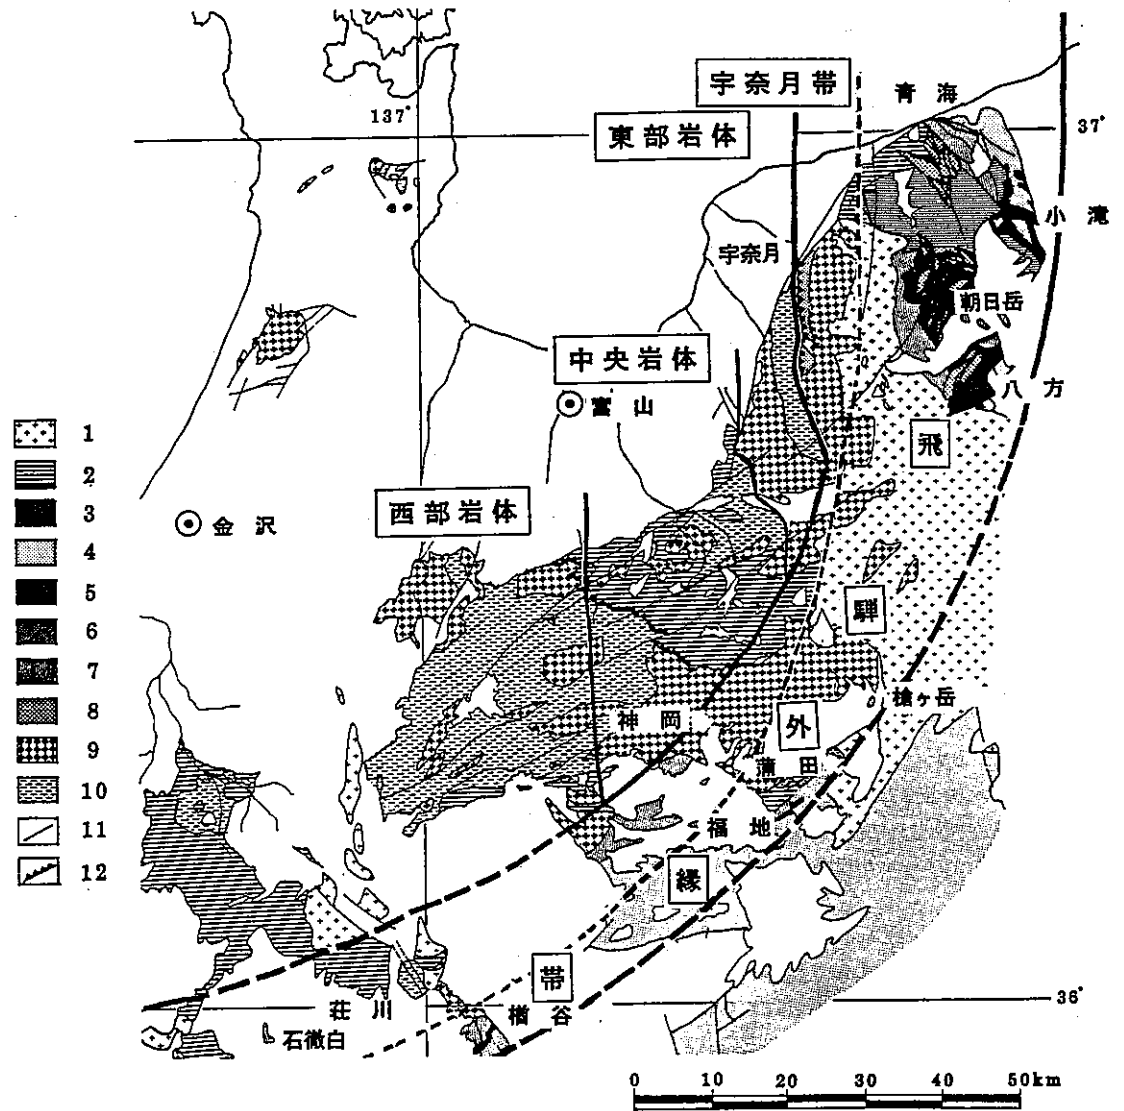 宇奈月帯
青海
137°
37°
東部岩体
小滝
宇奈月
朝日岳
中央岩体
八方
富山
飛
1
2
西部岩体
3
金沢
4
5
騨
6
7
槍ヶ岳
8
神岡
外
9
蒲田
10
11
福地
12
縁
帯
荘川
楢谷
36°
石徹白
0 10 20 30 40 50km